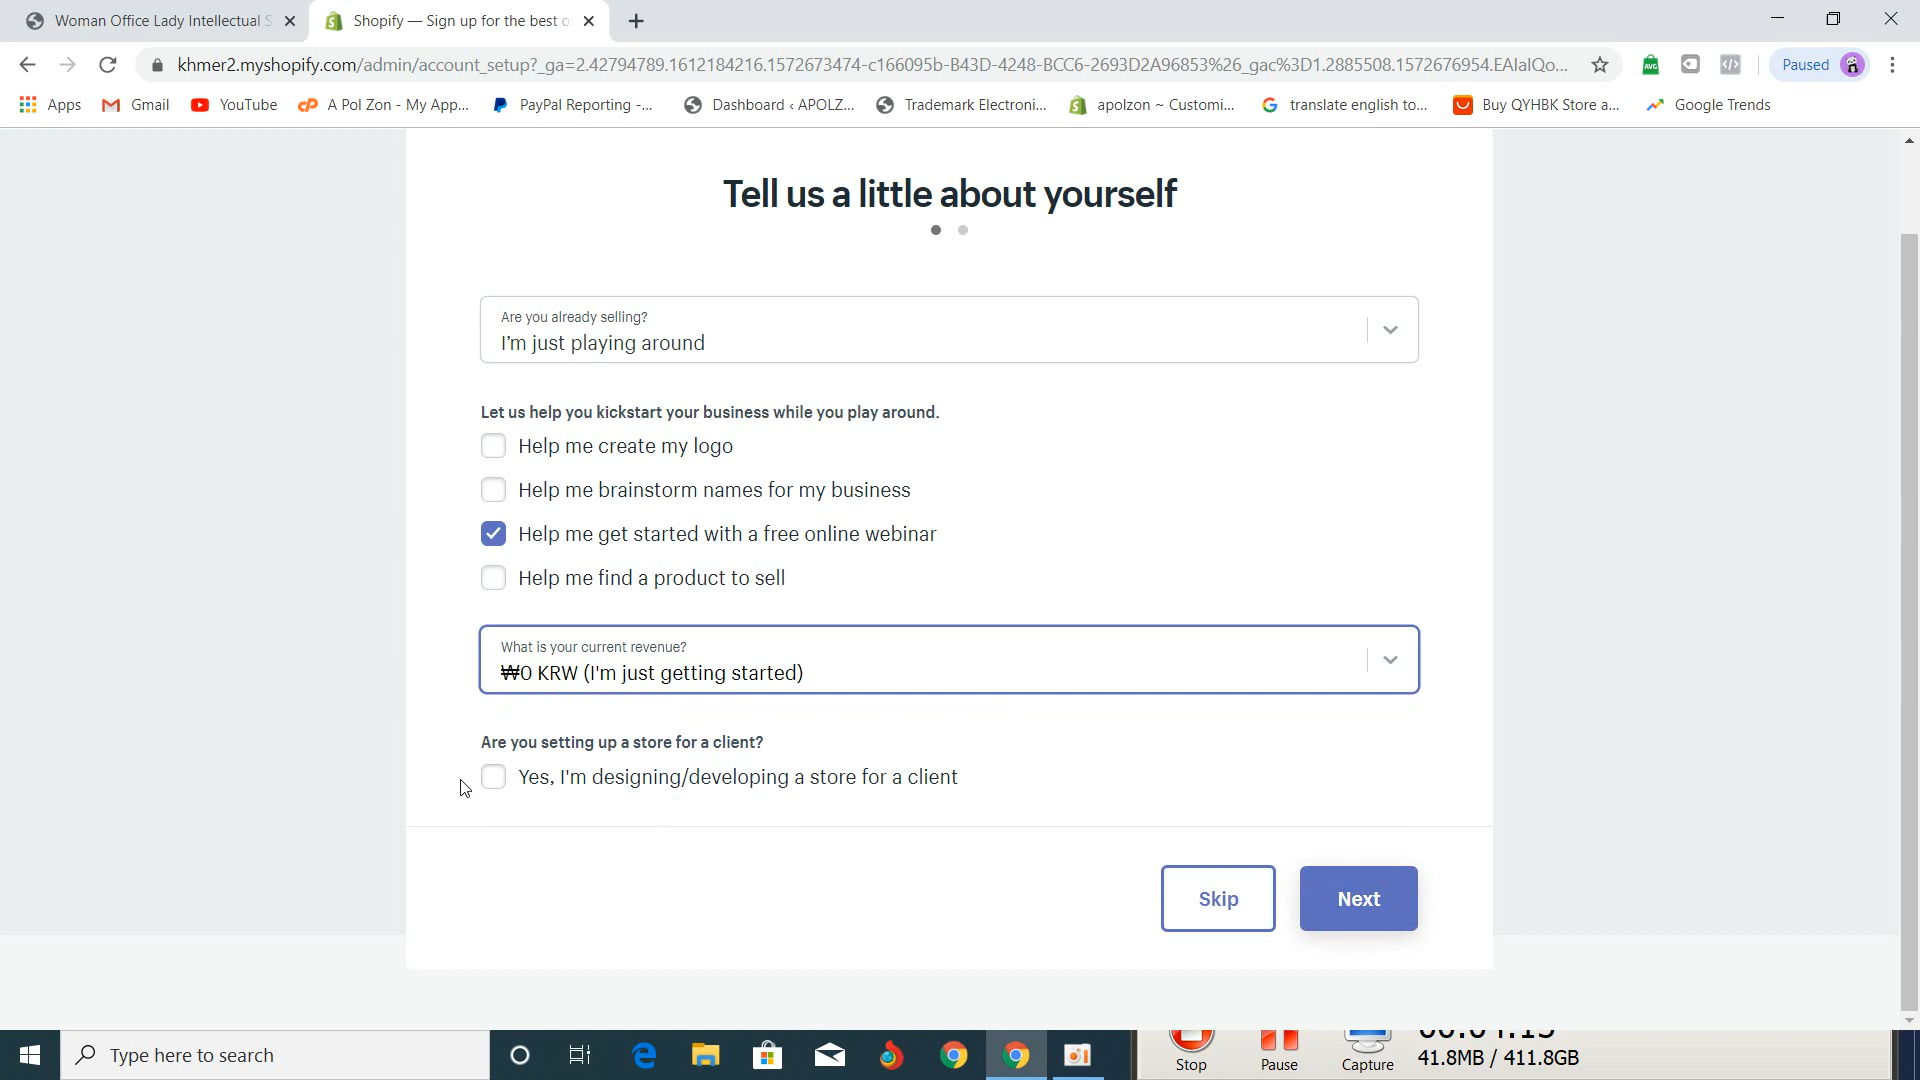 Woman Office Lady Intellectual S
Shopify — Sign up for the best o
khmer2.myshopify.com/admin/account_setup?_ga=2.42794789.1612184216.1572673474-c166095b-B43D-4248-BCC6-2693D2A96853%26_gac%3D1.2885508.1572676954.EAIaIQo...
Paused
Apps
Gmail
YouTube
A Pol Zon - My App...
PayPal Reporting -...
Dashboard ‹ APOLZ...
Trademark Electroni...
apolzon ~ Customi...
translate english to...
Buy QYHBK Store a...
Google Trends
Tell us a little about yourself
Are you already selling?
I'm just playing around
Let us help you kickstart your business while you play around.
Help me create my logo
Help me brainstorm names for my business
Help me get started with a free online webinar
Help me find a product to sell
What is your current revenue?
₩0 KRW (I'm just getting started)
Are you setting up a store for a client?
Yes, I'm designing/developing a store for a client
Skip
Next
Type here to search
Stop
Pause
Capture
41.8MB / 411.8GB